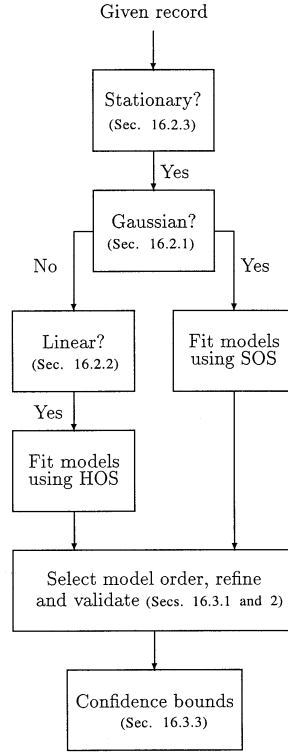 Given record
Stationary?
(Sec. 16.2.3)
Yes
Gaussian?
(Sec. 16.2.1)
No
Yes
Linear?
(Sec. 16.2.2)
Fit models
using SOS
Yes
Fit models
using HOS
Select model order, refine
and validate (Secs. 16.3.1 and 2)
Confidence bounds
(Sec. 16.3.3)